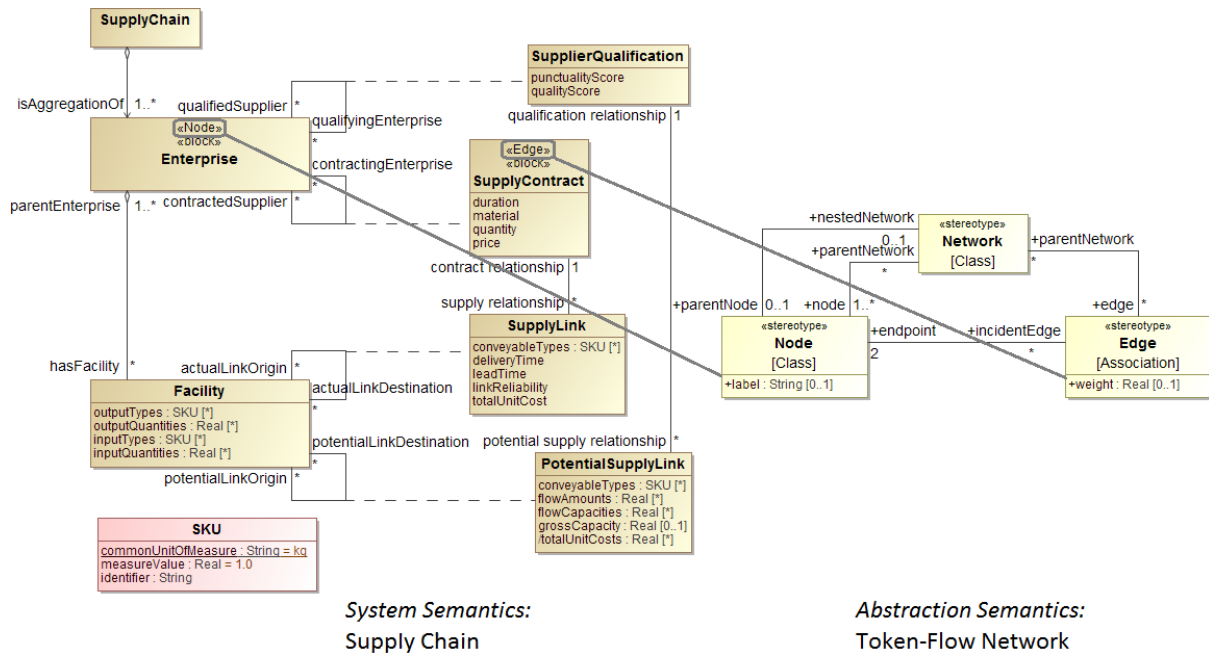 SupplyChain
isAggregationOf
1..*
qualifiedSupplier
*
qualifyingEnterprise
*
«Node»
«block»
Enterprise
contractingEnterprise
*
parentEnterprise
1..*
contractedSupplier
*
SupplierQualification
punctualityScore
qualityScore
qualification relationship
1
«Edge»
«block»
SupplyContract
duration
material
quantity
price
contract relationship
1
supply relationship
*
SupplyLink
conveyableTypes : SKU [*]
deliveryTime
leadTime
linkReliability
totalUnitCost
hasFacility
*
actualLinkOrigin
*
actualLinkDestination
*
Facility
outputTypes : SKU [*]
outputQuantities : Real [*]
inputTypes : SKU [*]
inputQuantities : Real [*]
potentialLinkDestination
*
potentialLinkOrigin
*
potential supply relationship
*
PotentialSupplyLink
conveyableTypes : SKU [*]
flowAmounts : Real [*]
flowCapacities : Real [*]
grossCapacity : Real [0..1]
/totalUnitCosts : Real [*]
SKU
commonUnitOfMeasure : String = kg
measureValue : Real = 1.0
identifier : String
+nestedNetwork
0..1
+parentNetwork
*
«stereotype»
Network
[Class]
+parentNetwork
*
+parentNode
0..1
+node
1..*
+edge
*
«stereotype»
Node
[Class]
+label : String [0..1]
+endpoint
2
+incidentEdge
*
«stereotype»
Edge
[Association]
+weight : Real [0..1]
System Semantics:
Supply Chain
Abstraction Semantics:
Token-Flow Network